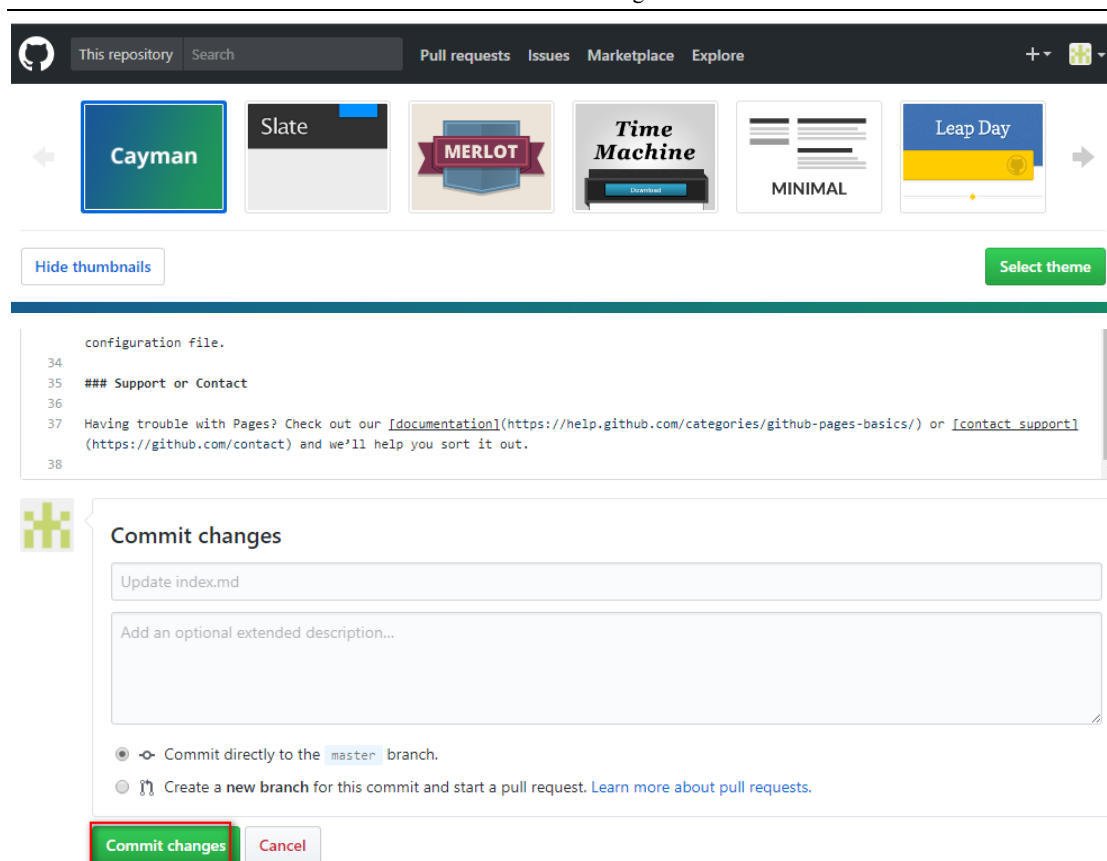 This repository Search Pull requests Issues Marketplace Explore
Cayman
Slate
MERLOT
Time
Machine
Download
MINIMAL
Leap Day
Hide thumbnails
Select theme
configuration file.
34
35 ### Support or Contact
36
37 Having trouble with Pages? Check out our [documentation](https://help.github.com/categories/github-pages-basics/) or [contact support]
(https://github.com/contact) and we’ll help you sort it out.
38
Commit changes
Update index.md
Add an optional extended description...
Commit directly to the master branch.
Create a new branch for this commit and start a pull request. Learn more about pull requests.
Commit changes Cancel